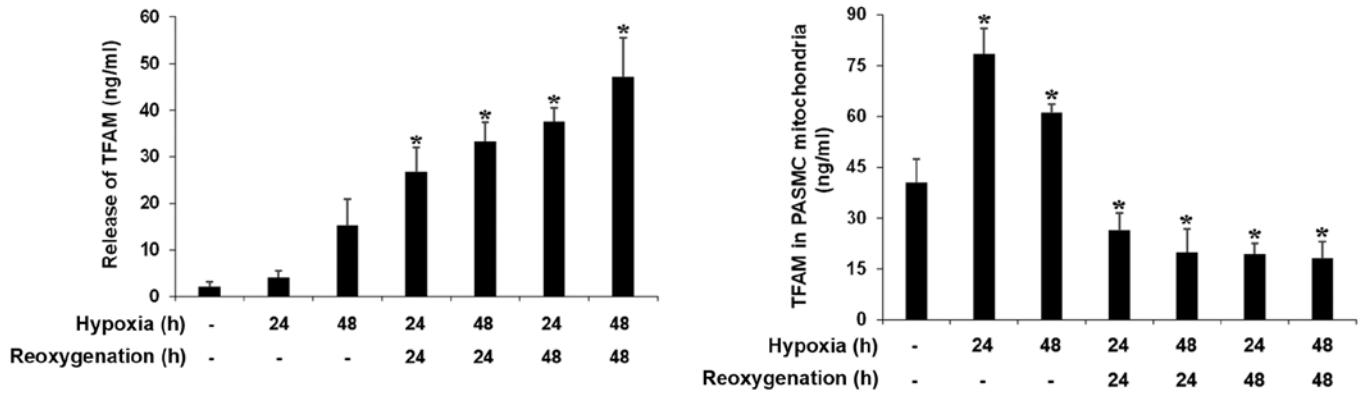 Release of TFAM (ng/ml)
60
50
40
30
20
10
0
* * * *
Hypoxia (h) - 24 48 24 48 24 48
Reoxygenation (h) - - - 24 24 48 48
TFAM in PASMC mitochondria
(ng/ml)
90
75
60
45
30
15
0
* * * * * *
Hypoxia (h) - 24 48 24 48 24 48
Reoxygenation (h) - - - 24 24 48 48